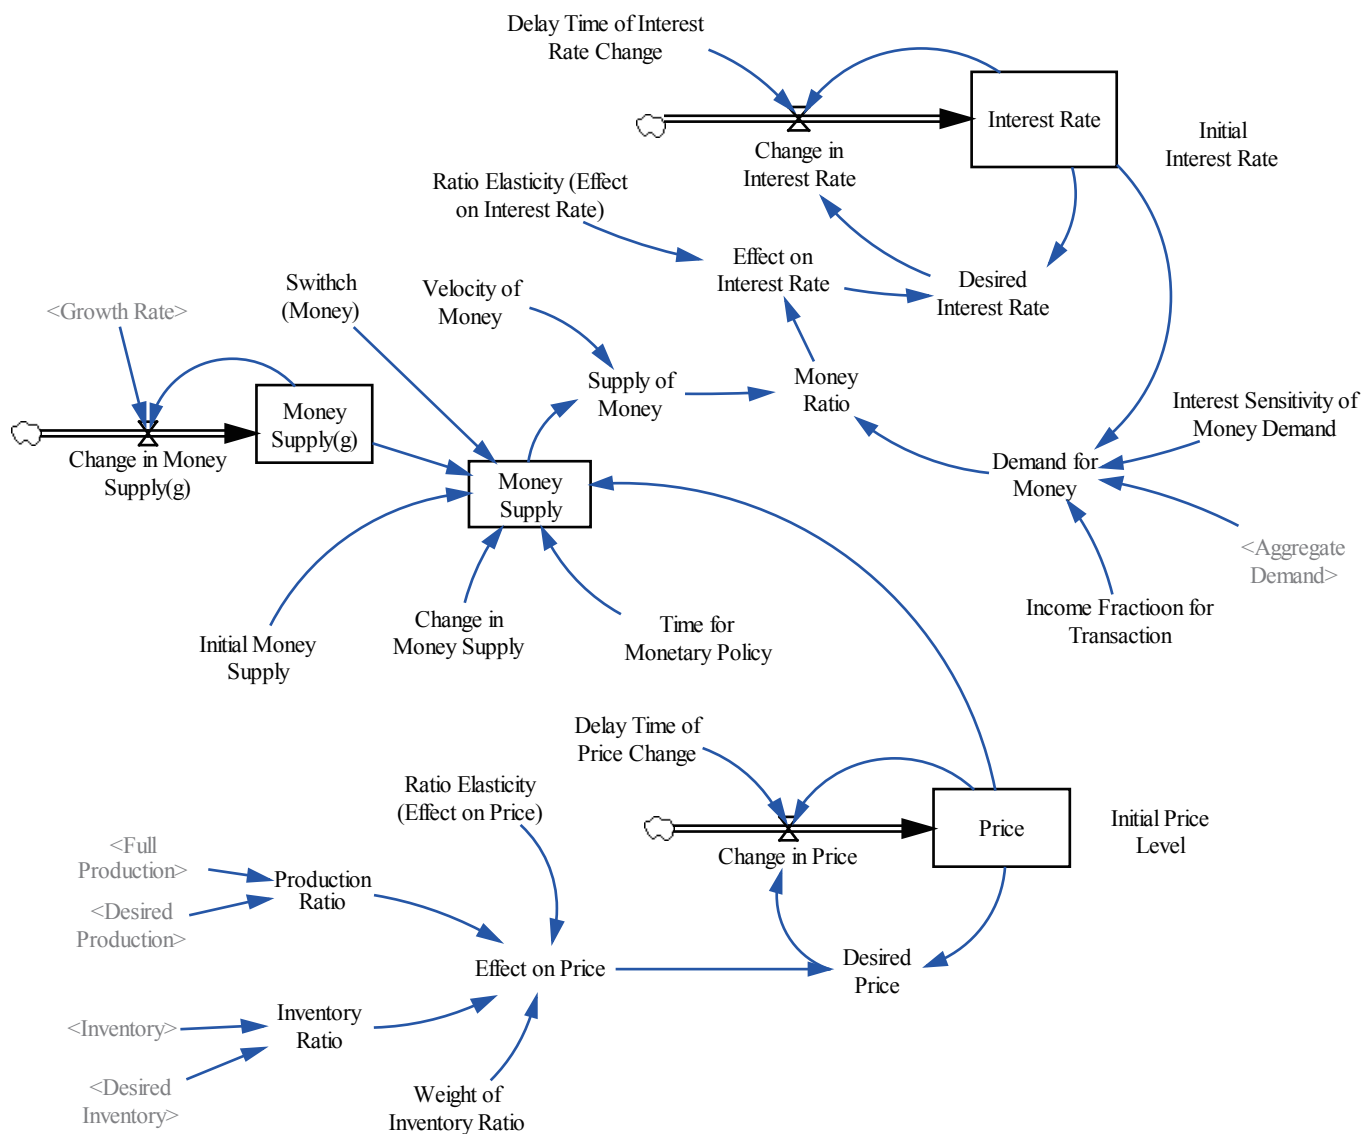 Delay Time of Interest
Rate Change
Interest Rate
Initial
Interest Rate
Change in
Interest Rate
Ratio Elasticity (Effect
on Interest Rate)
Effect on
Interest Rate
Desired
Interest Rate
Swithch
(Money)
Velocity of
Money
<Growth Rate>
Supply of
Money
Money
Ratio
Money
Supply(g)
Change in Money
Supply(g)
Interest Sensitivity of
Money Demand
Demand for
Money
Money
Supply
<Aggregate
Demand>
Income Fractioon for
Transaction
Initial Money
Supply
Change in
Money Supply
Time for
Monetary Policy
Delay Time of
Price Change
Ratio Elasticity
(Effect on Price)
Price
Initial Price
Level
Change in Price
<Full
Production>
Production
Ratio
<Desired
Production>
Effect on Price
Desired
Price
<Inventory>
Inventory
Ratio
<Desired
Inventory>
Weight of
Inventory Ratio